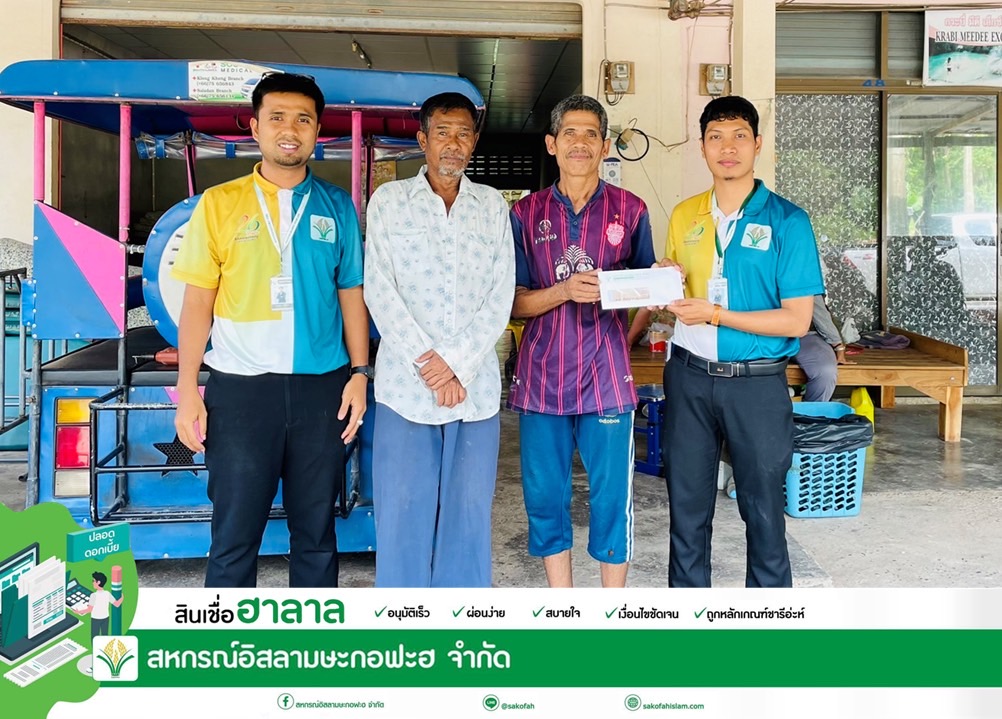 MEDICAL
Klong Khong Branch
Saladan Branch
KRABI MEEDEE EXC
adidas
ปลอด
ดอกเบี้ย
สินเชื่อ ฮาลาล
อนุมัติเร็ว
ผ่อนง่าย
สบายใจ
เงื่อนไขชัดเจน
ถูกหลักเกณฑ์ชารีอ่ะห์
สหกรณ์อิสลามษะกอฟะฮ จำกัด
สหกรณ์อิสลามษะกอฟะฮ จำกัด
@sakofah
sakofahislam.com